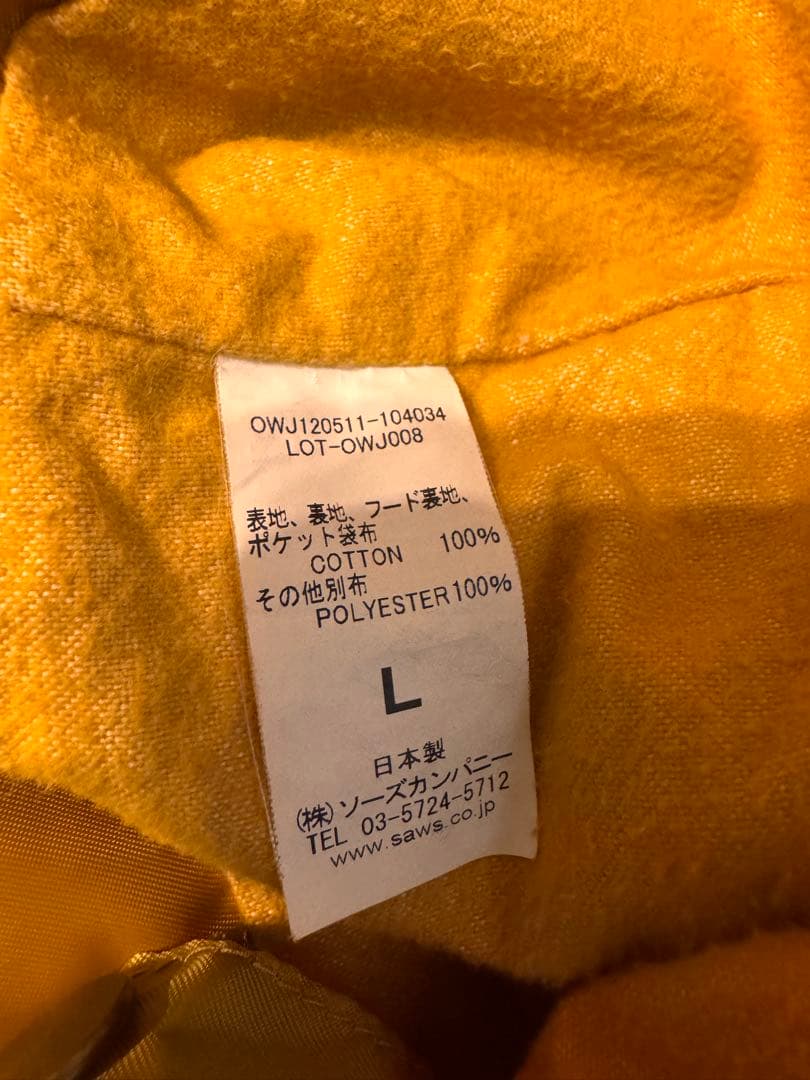 OWJ120511-104034
LOT-OWJ008
表地、裏地、フード裏地、
ポケット袋布
COTTON 100%
その他別布
POLYESTER100%
L
日本製
(株)ソーズカンパニー
TEL 03-5724-5712
www.saws.co.jp